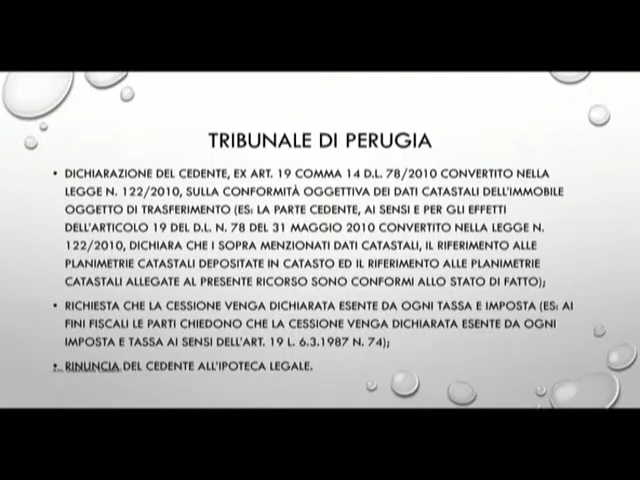 TRIBUNALE DI PERUGIA
• DICHIARAZIONE DEL CEDENTE, EX ART. 19 COMMA 14 D.L. 78/2010 CONVERTITO NELLA
LEGGE N. 122/2010, SULLA CONFORMITÀ OGGETTIVA DEI DATI CATASTALI DELL'IMMOBILE
OGGETTO DI TRASFERIMENTO (ES: LA PARTE CEDENTE, AI SENSI E PER GLI EFFETTI
DELL'ARTICOLO 19 DEL D.L. N. 78 DEL 31 MAGGIO 2010 CONVERTITO NELLA LEGGE N.
122/2010, DICHIARA CHE I SOPRA MENZIONATI DATI CATASTALI, IL RIFERIMENTO ALLE
PLANIMETRIE CATASTALI DEPOSITATE IN CATASTO ED IL RIFERIMENTO ALLE PLANIMETRIE
CATASTALI ALLEGATE AL PRESENTE RICORSO SONO CONFORMI ALLO STATO DI FATTO);
• RICHIESTA CHE LA CESSIONE VENGA DICHIARATA ESENTE DA OGNI TASSA E IMPOSTA (ES: AI
FINI FISCALI LE PARTI CHIEDONO CHE LA CESSIONE VENGA DICHIARATA ESENTE DA OGNI
IMPOSTA E TASSA AI SENSI DELL'ART. 19 L. 6.3.1987 N. 74);
• RINUNCIA DEL CEDENTE ALL'IPOTECA LEGALE.